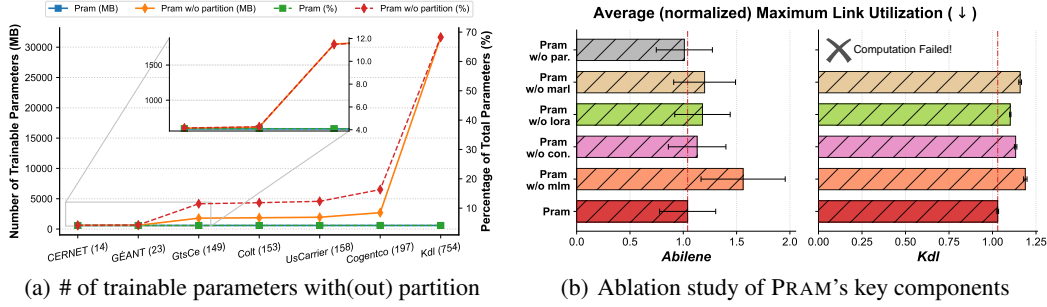 Pram (MB) Pram w/o partition (MB) Pram (%) Pram w/o partition (%)
Number of Trainable Parameters (MB)
30000
25000
20000
15000
10000
5000
0
1500
1000
12.0
10.0
8.0
6.0
4.0
70
60
50
40
30
20
10
Percentage of Total Parameters (%)
CERNET (14) GÉANT (23) GtsCe (149) Colt (153) UsCarrier (158) Cogentco (197) Kdl (754)
(a) # of trainable parameters with(out) partition
Average (normalized) Maximum Link Utilization (↓)
Pram
w/o par.
Pram
w/o marl
Pram
w/o lora
Pram
w/o con.
Pram
w/o mlm
Pram
Computation Failed!
0.0 0.5 1.0 1.5 2.0
Abilene
0.00 0.25 0.50 0.75 1.00 1.25
Kdl
(b) Ablation study of PRAM's key components